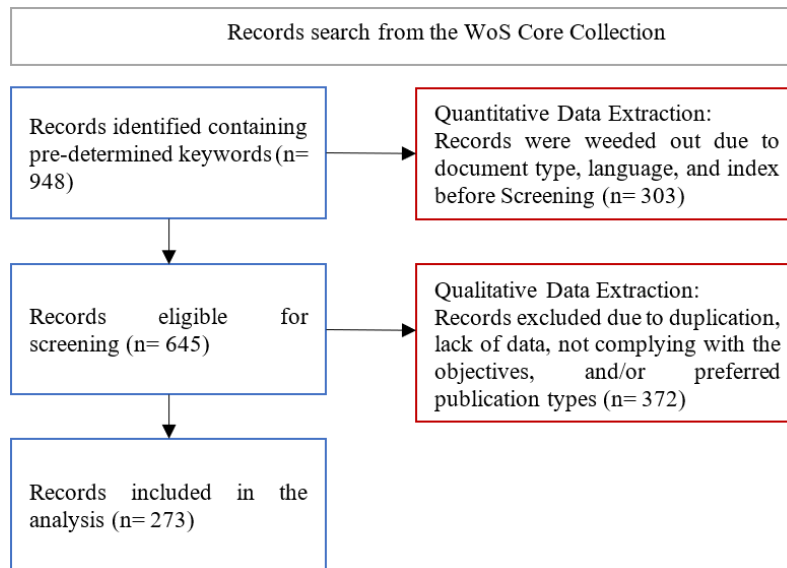 Records search from the WoS Core Collection
Records identified containing
pre-determined keywords (n=
948)
Quantitative Data Extraction:
Records were weeded out due to
document type, language, and index
before Screening (n= 303)
Records eligible for
screening (n= 645)
Qualitative Data Extraction:
Records excluded due to duplication,
lack of data, not complying with the
objectives, and/or preferred
publication types (n= 372)
Records included in the
analysis (n= 273)